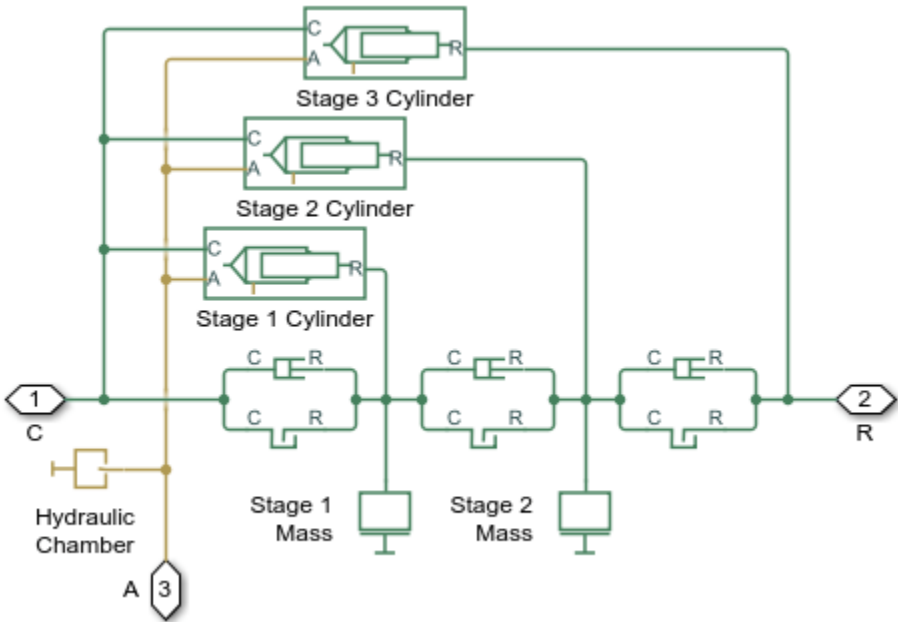 C
A
R
Stage 3 Cylinder
C
A
R
Stage 2 Cylinder
C
A
R
Stage 1 Cylinder
C R C R C R
1
C
C R C R C R
2
R
Hydraulic
Chamber
Stage 1
Mass
Stage 2
Mass
A 3